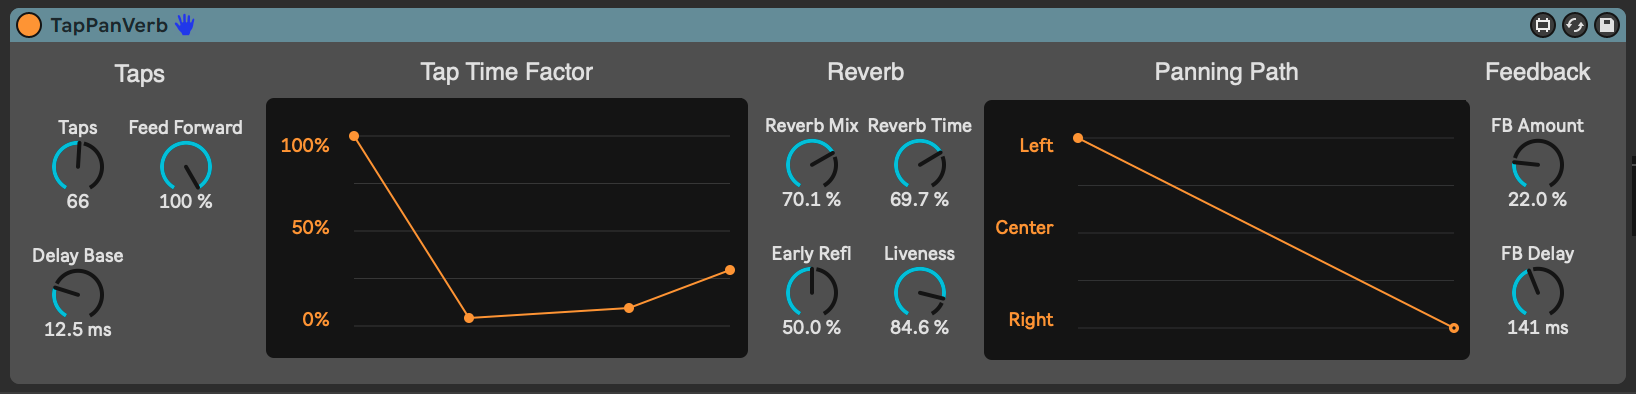 TapPanVerb
Taps
Taps
Feed Forward
66
100 %
Delay Base
12.5 ms
Tap Time Factor
100%
50%
0%
Reverb
Reverb Mix
Reverb Time
70.1 %
69.7 %
Early Refl
Liveness
50.0 %
84.6 %
Panning Path
Left
Center
Right
Feedback
FB Amount
22.0 %
FB Delay
141 ms